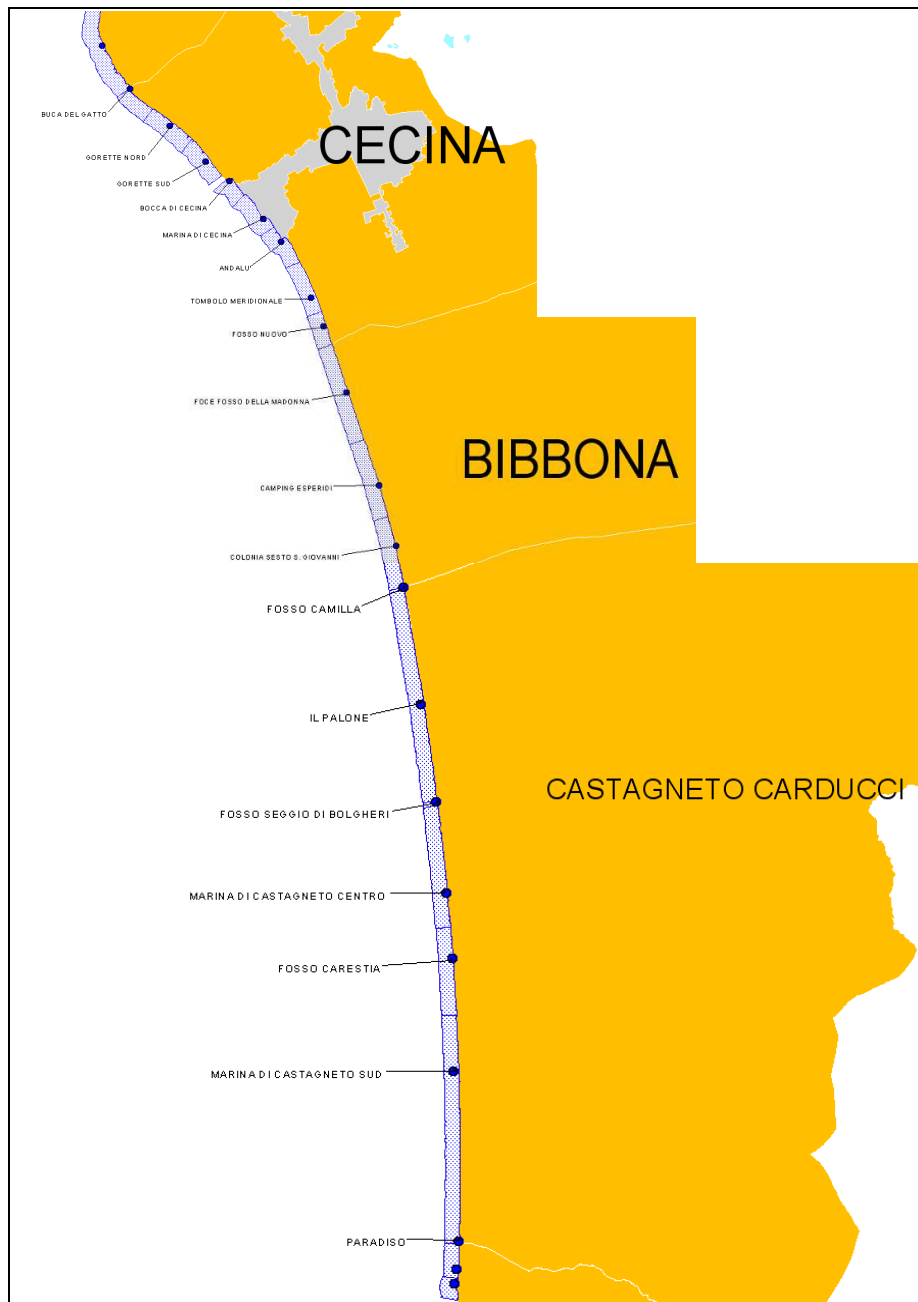 BUCA DEL GATTO
CECINA
GORETTE NORD
GORETTE SUD
BOCCA DI CECINA
MARINA DI CECINA
ANDALU
TOMBOLO MERIDIONALE
FOSSO NUOVO
FOCE FOSSO DELLA MADONNA
BIBBONA
CAMPING ESPERIDI
COLONIA SESTO S. GIOVANNI
FOSSO CAMILLA
IL PALONE
CASTAGNETO CARDUCCI
FOSSO SEGGIO DI BOLGHERI
MARINA DI CASTAGNETO CENTRO
FOSSO CARESTIA
MARINA DI CASTAGNETO SUD
PARADISO